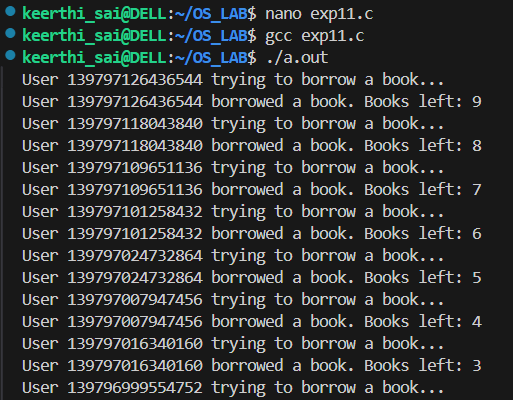 keerthi_sai@DELL:~/OS_LAB$ nano exp11.c
keerthi_sai@DELL:~/OS_LAB$ gcc exp11.c
keerthi_sai@DELL:~/OS_LAB$ ./a.out
User 139797126436544 trying to borrow a book...
User 139797126436544 borrowed a book. Books left: 9
User 139797118043840 trying to borrow a book...
User 139797118043840 borrowed a book. Books left: 8
User 139797109651136 trying to borrow a book...
User 139797109651136 borrowed a book. Books left: 7
User 139797101258432 trying to borrow a book...
User 139797101258432 borrowed a book. Books left: 6
User 139797024732864 trying to borrow a book...
User 139797024732864 borrowed a book. Books left: 5
User 139797007947456 trying to borrow a book...
User 139797007947456 borrowed a book. Books left: 4
User 139797016340160 trying to borrow a book...
User 139797016340160 borrowed a book. Books left: 3
User 139796999554752 trying to borrow a book...